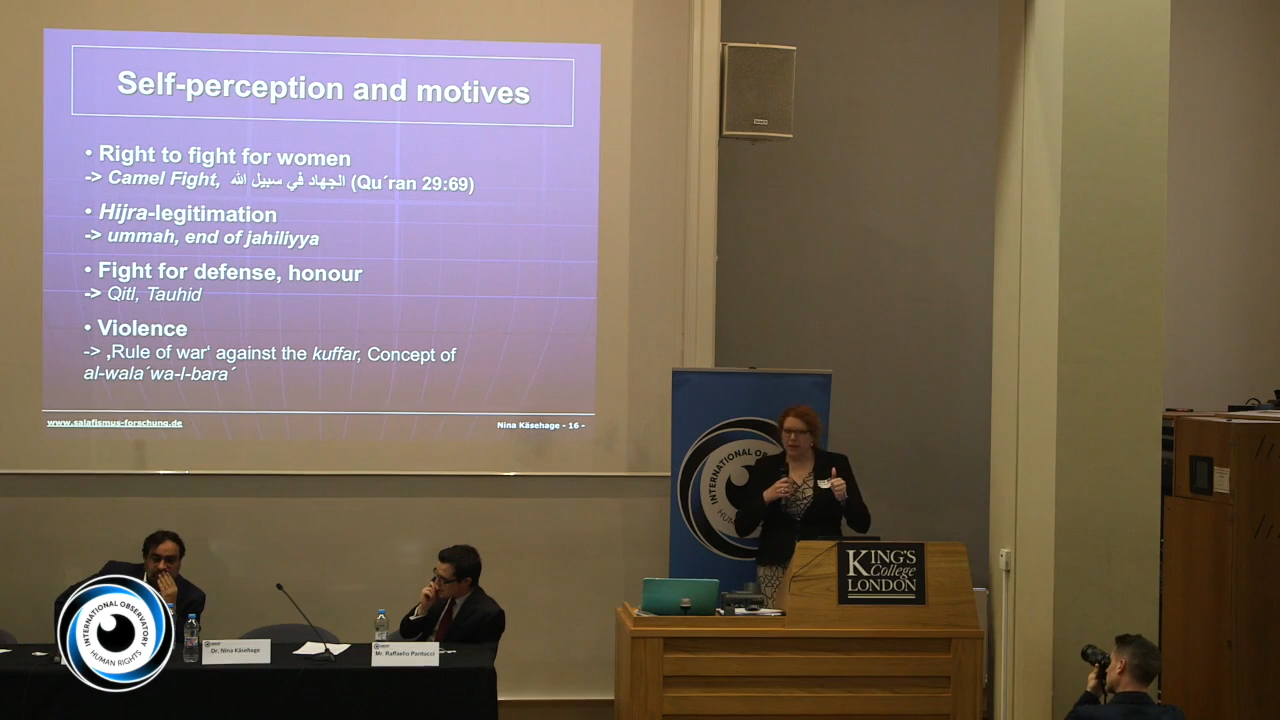 Self-perception and motives
• Right to fight for women
-> Camel Fight, الجهاد في سبيل الله (Qu´ran 29:69)
• Hijra-legitimation
-> ummah, end of jahiliyya
• Fight for defense, honour
-> Qitl, Tauhid
• Violence
-> ‚Rule of war‘ against the kuffar, Concept of
al-wala´wa-l-bara´
www.salafismus-forschung.de
Nina Käsehage - 16 -
INTERNATIONAL OB
HUM
KING'S
College
LONDON
Dr. Nina Käsehage
Mr. Raffaello Pantucci
INTERNATIONAL OBSERVATORY
HUMAN RIGHTS